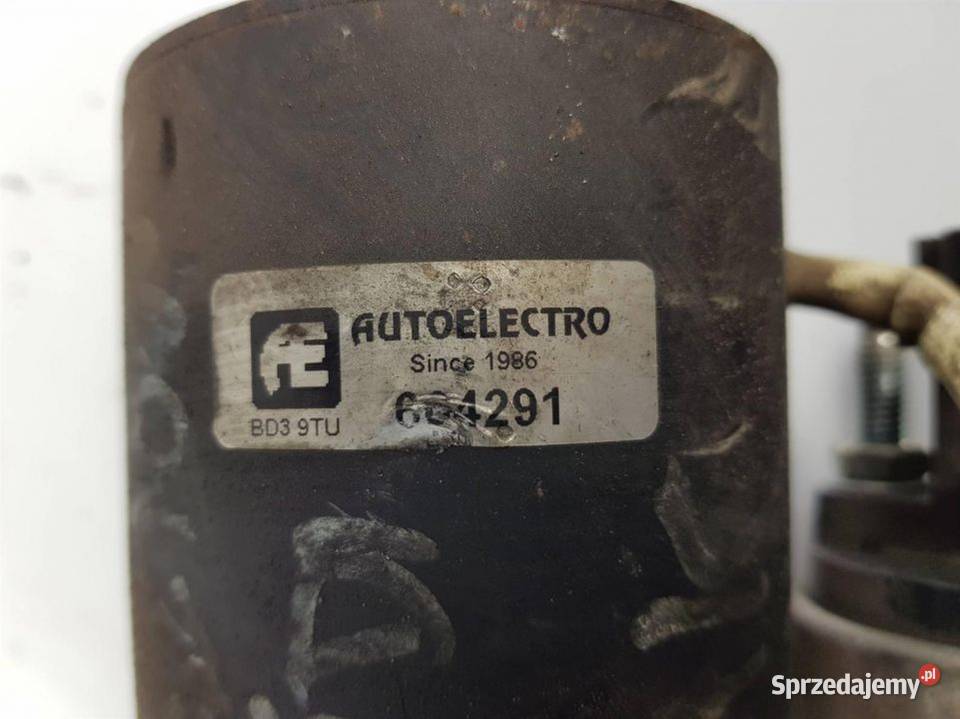 AUTOELECTRO
Since 1986
BD3 9TU
Sprzedajemy.pl